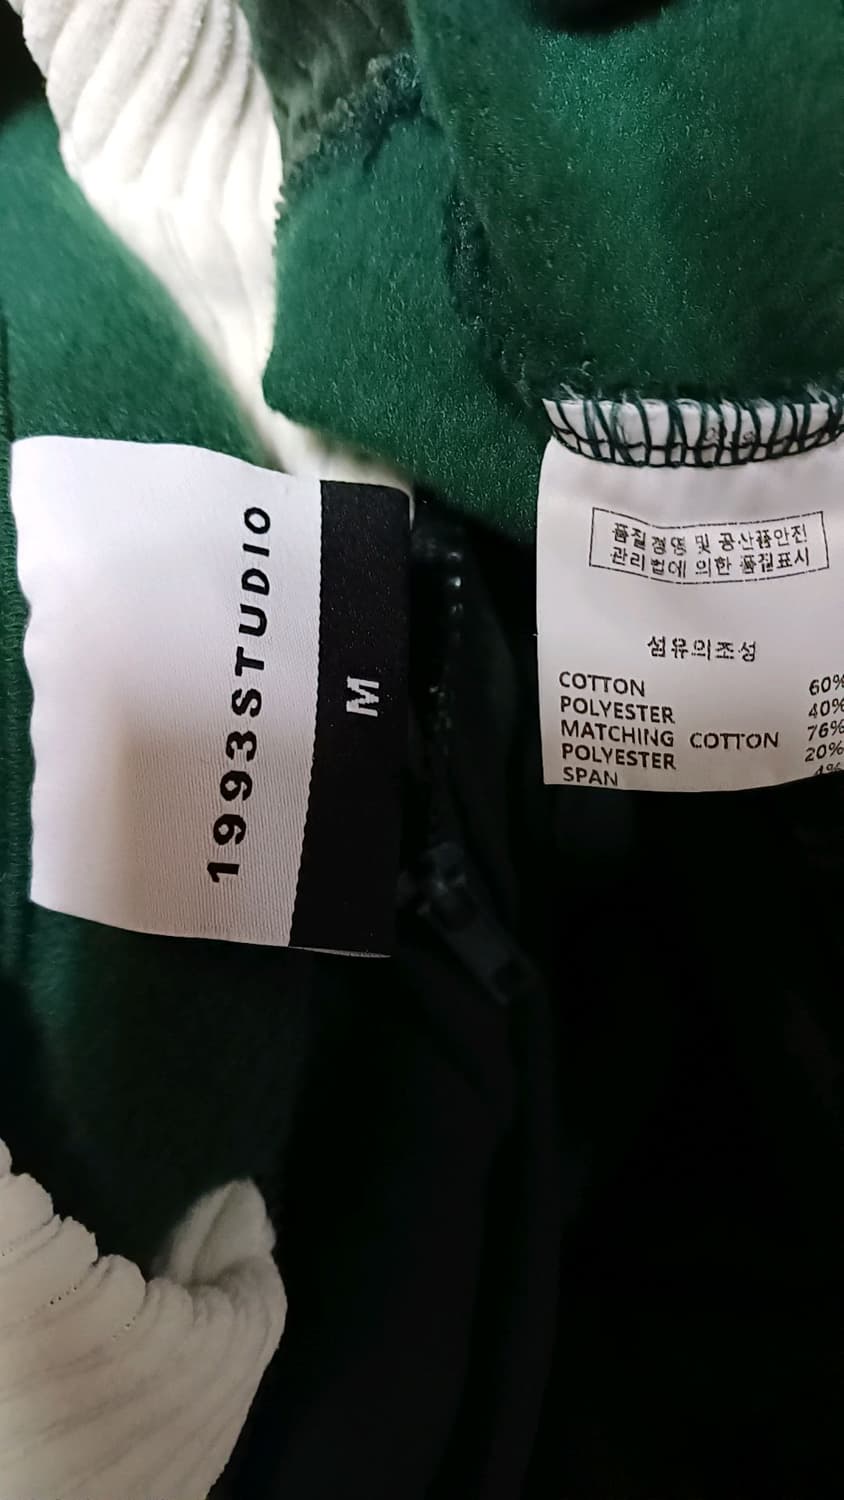 1993STUDIO
M
품질경영 및 공산품안전
관리법에 의한 품질표시
섬유의조성
COTTON 60%
POLYESTER 40%
MATCHING COTTON 76%
POLYESTER 20%
SPAN 4%